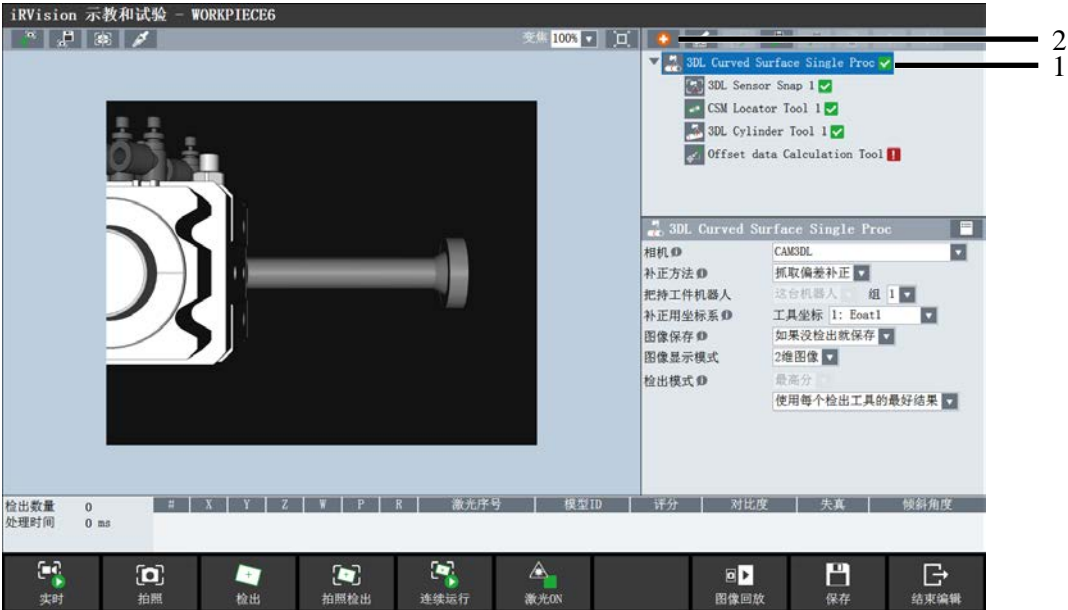 iRVision 示教和试验 - WORKPIECE6
变焦 100%
2
3DL Curved Surface Single Proc
1
3DL Sensor Snap 1
CSM Locator Tool 1
3DL Cylinder Tool 1
Offset data Calculation Tool
3DL Curved Surface Single Proc
相机 CAM3DL
补正方法 抓取偏差补正
把持工件机器人 这台机器人 组 1
补正用坐标系 工具坐标 1: Eoat1
图像保存 如果没检出就保存
图像显示模式 2维图像
检出模式 最高分
使用每个检出工具的最好结果
检出数量 0
处理时间 0 ms
# X Y Z W P R 激光序号 模型ID 评分 对比度 失真 倾斜角度
实时 拍照 检出 拍照检出 连续运行 激光ON 图像回放 保存 结束编辑